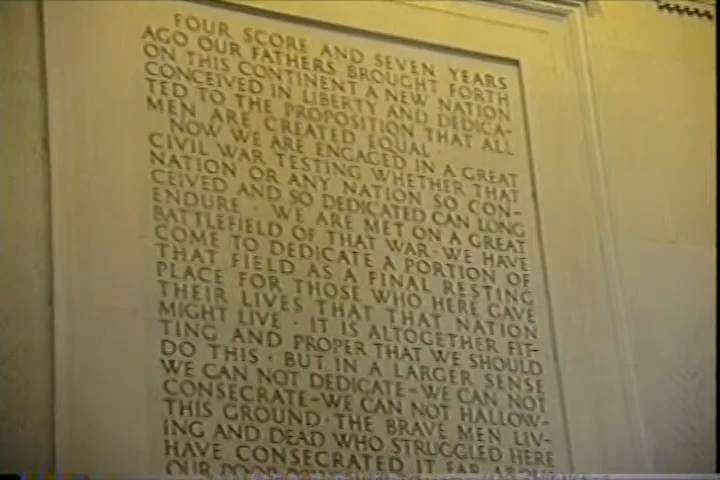 FOUR SCORE AND SEVEN YEARS
AGO OUR FATHERS BROUGHT FORTH
ON THIS CONTINENT A NEW NATION
CONCEIVED IN LIBERTY AND DEDICA-
TED TO THE PROPOSITION THAT ALL
MEN ARE CREATED EQUAL ·
NOW WE ARE ENGAGED IN A GREAT
CIVIL WAR TESTING WHETHER THAT
NATION OR ANY NATION SO CON-
CEIVED AND SO DEDICATED CAN LONG
ENDURE · WE ARE MET ON A GREAT
BATTLEFIELD OF THAT WAR · WE HAVE
COME TO DEDICATE A PORTION OF
THAT FIELD AS A FINAL RESTING
PLACE FOR THOSE WHO HERE GAVE
THEIR LIVES THAT THAT NATION
MIGHT LIVE · IT IS ALTOGETHER FIT-
TING AND PROPER THAT WE SHOULD
DO THIS · BUT IN A LARGER SENSE
WE CAN NOT DEDICATE–WE CAN NOT
CONSECRATE–WE CAN NOT HALLOW–
THIS GROUND · THE BRAVE MEN LIV-
ING AND DEAD WHO STRUGGLED HERE
HAVE CONSECRATED IT FAR ABOVE
OUR POOR